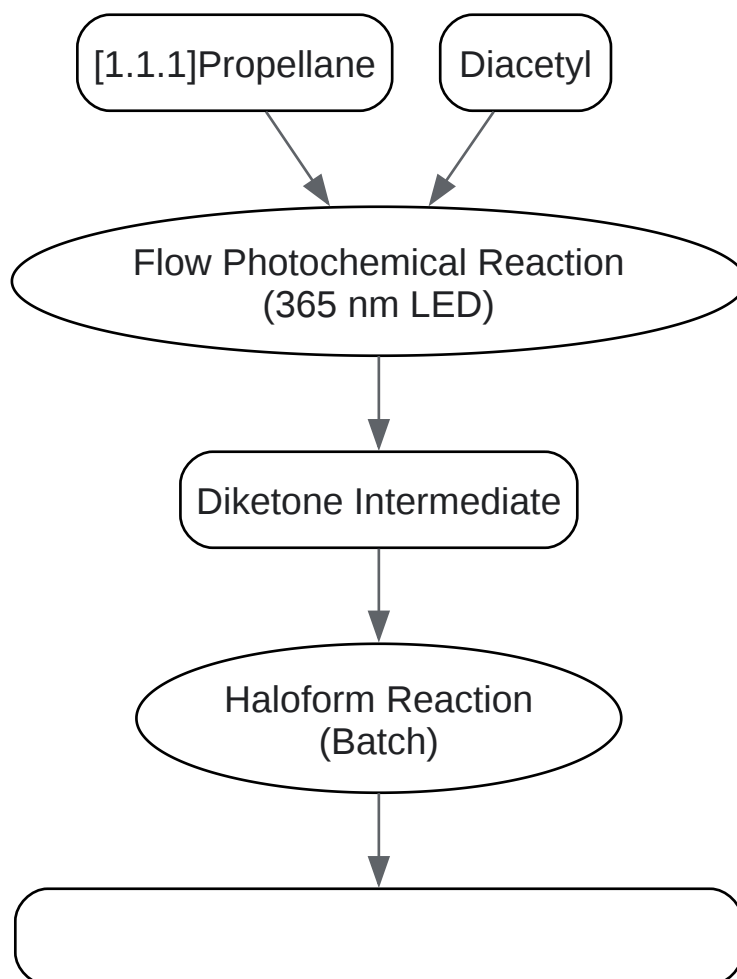 [1.1.1]Propellane
Diacetyl
Flow Photochemical Reaction
(365 nm LED)
Diketone Intermediate
Haloform Reaction
(Batch)